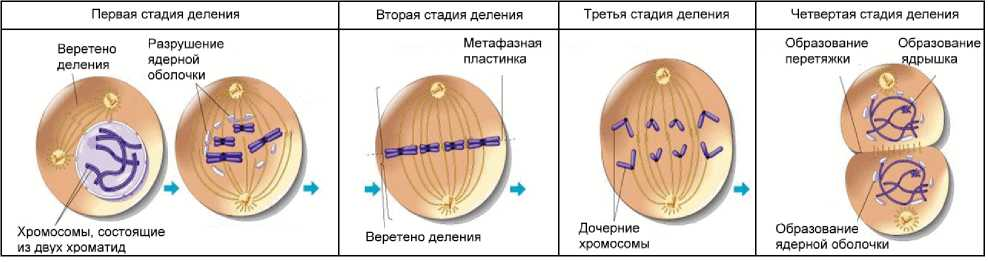 Первая стадия деления
Вторая стадия деления
Третья стадия деления
Четвертая стадия деления
Веретено
деления
Разрушение
ядерной
оболочки
Хромосомы, состоящие
из двух хроматид
Метафазная
пластинка
Веретено деления
Дочерние
хромосомы
Образование
перетяжки
Образование
ядрышка
Образование
ядерной оболочки